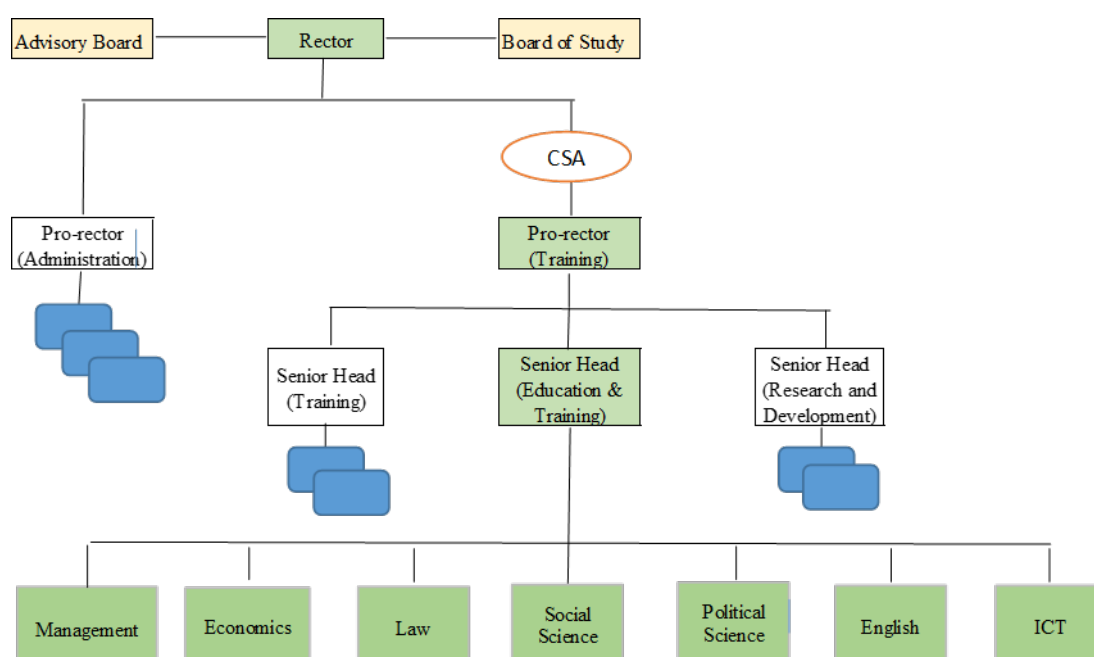 Advisory Board
Rector
Board of Study
CSA
Pro-rector
(Administration)
Pro-rector
(Training)
Senior Head
(Training)
Senior Head
(Education &
Training)
Senior Head
(Research and
Development)
Management
Economics
Law
Social
Science
Political
Science
English
ICT